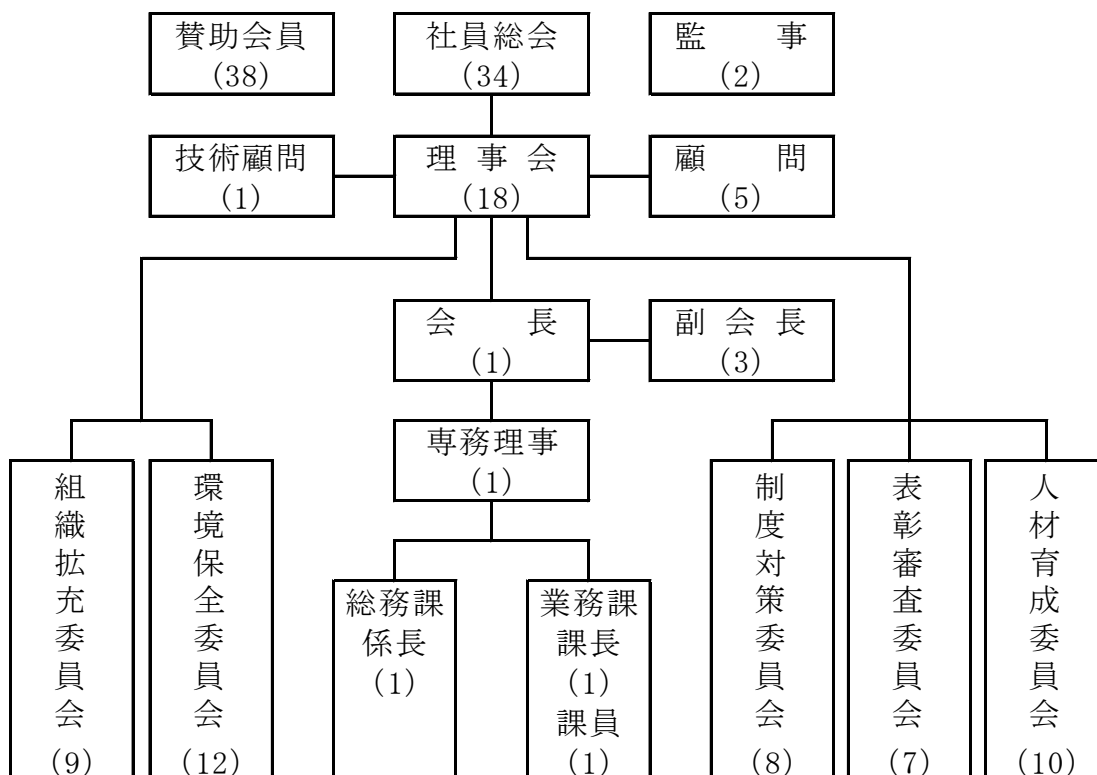 賛助会員
(38)
社員総会
(34)
監　　事
(2)
技術顧問
(1)
理 事 会
(18)
顧　　問
(5)
会　　長
(1)
副 会 長
(3)
専務理事
(1)
組織拡充委員会
(9)
環境保全委員会
(12)
総務課
係長
(1)
業務課
課長
(1)
課員
(1)
制度対策委員会
(8)
表彰審査委員会
(7)
人材育成委員会
(10)